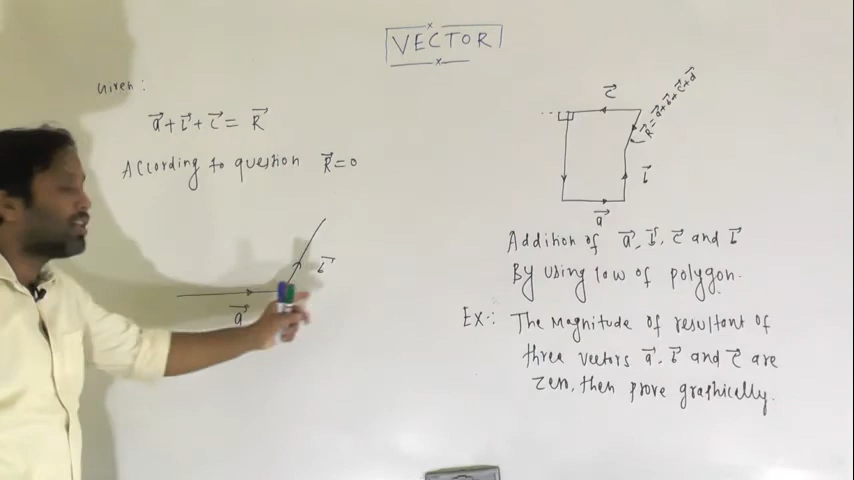 VECTOR
Given:
a⃗+b⃗+c⃗= R⃗
According to question R⃗=0
b⃗
a⃗
c⃗
R⃗=a⃗+b⃗+c⃗+d⃗
b⃗
a⃗
Addition of a⃗, b⃗, c⃗ and b⃗
By using low of polygon.
Ex:: The Magnitude of resultant of
three vectors a⃗, b⃗ and c⃗ are
zero, then prove graphically.